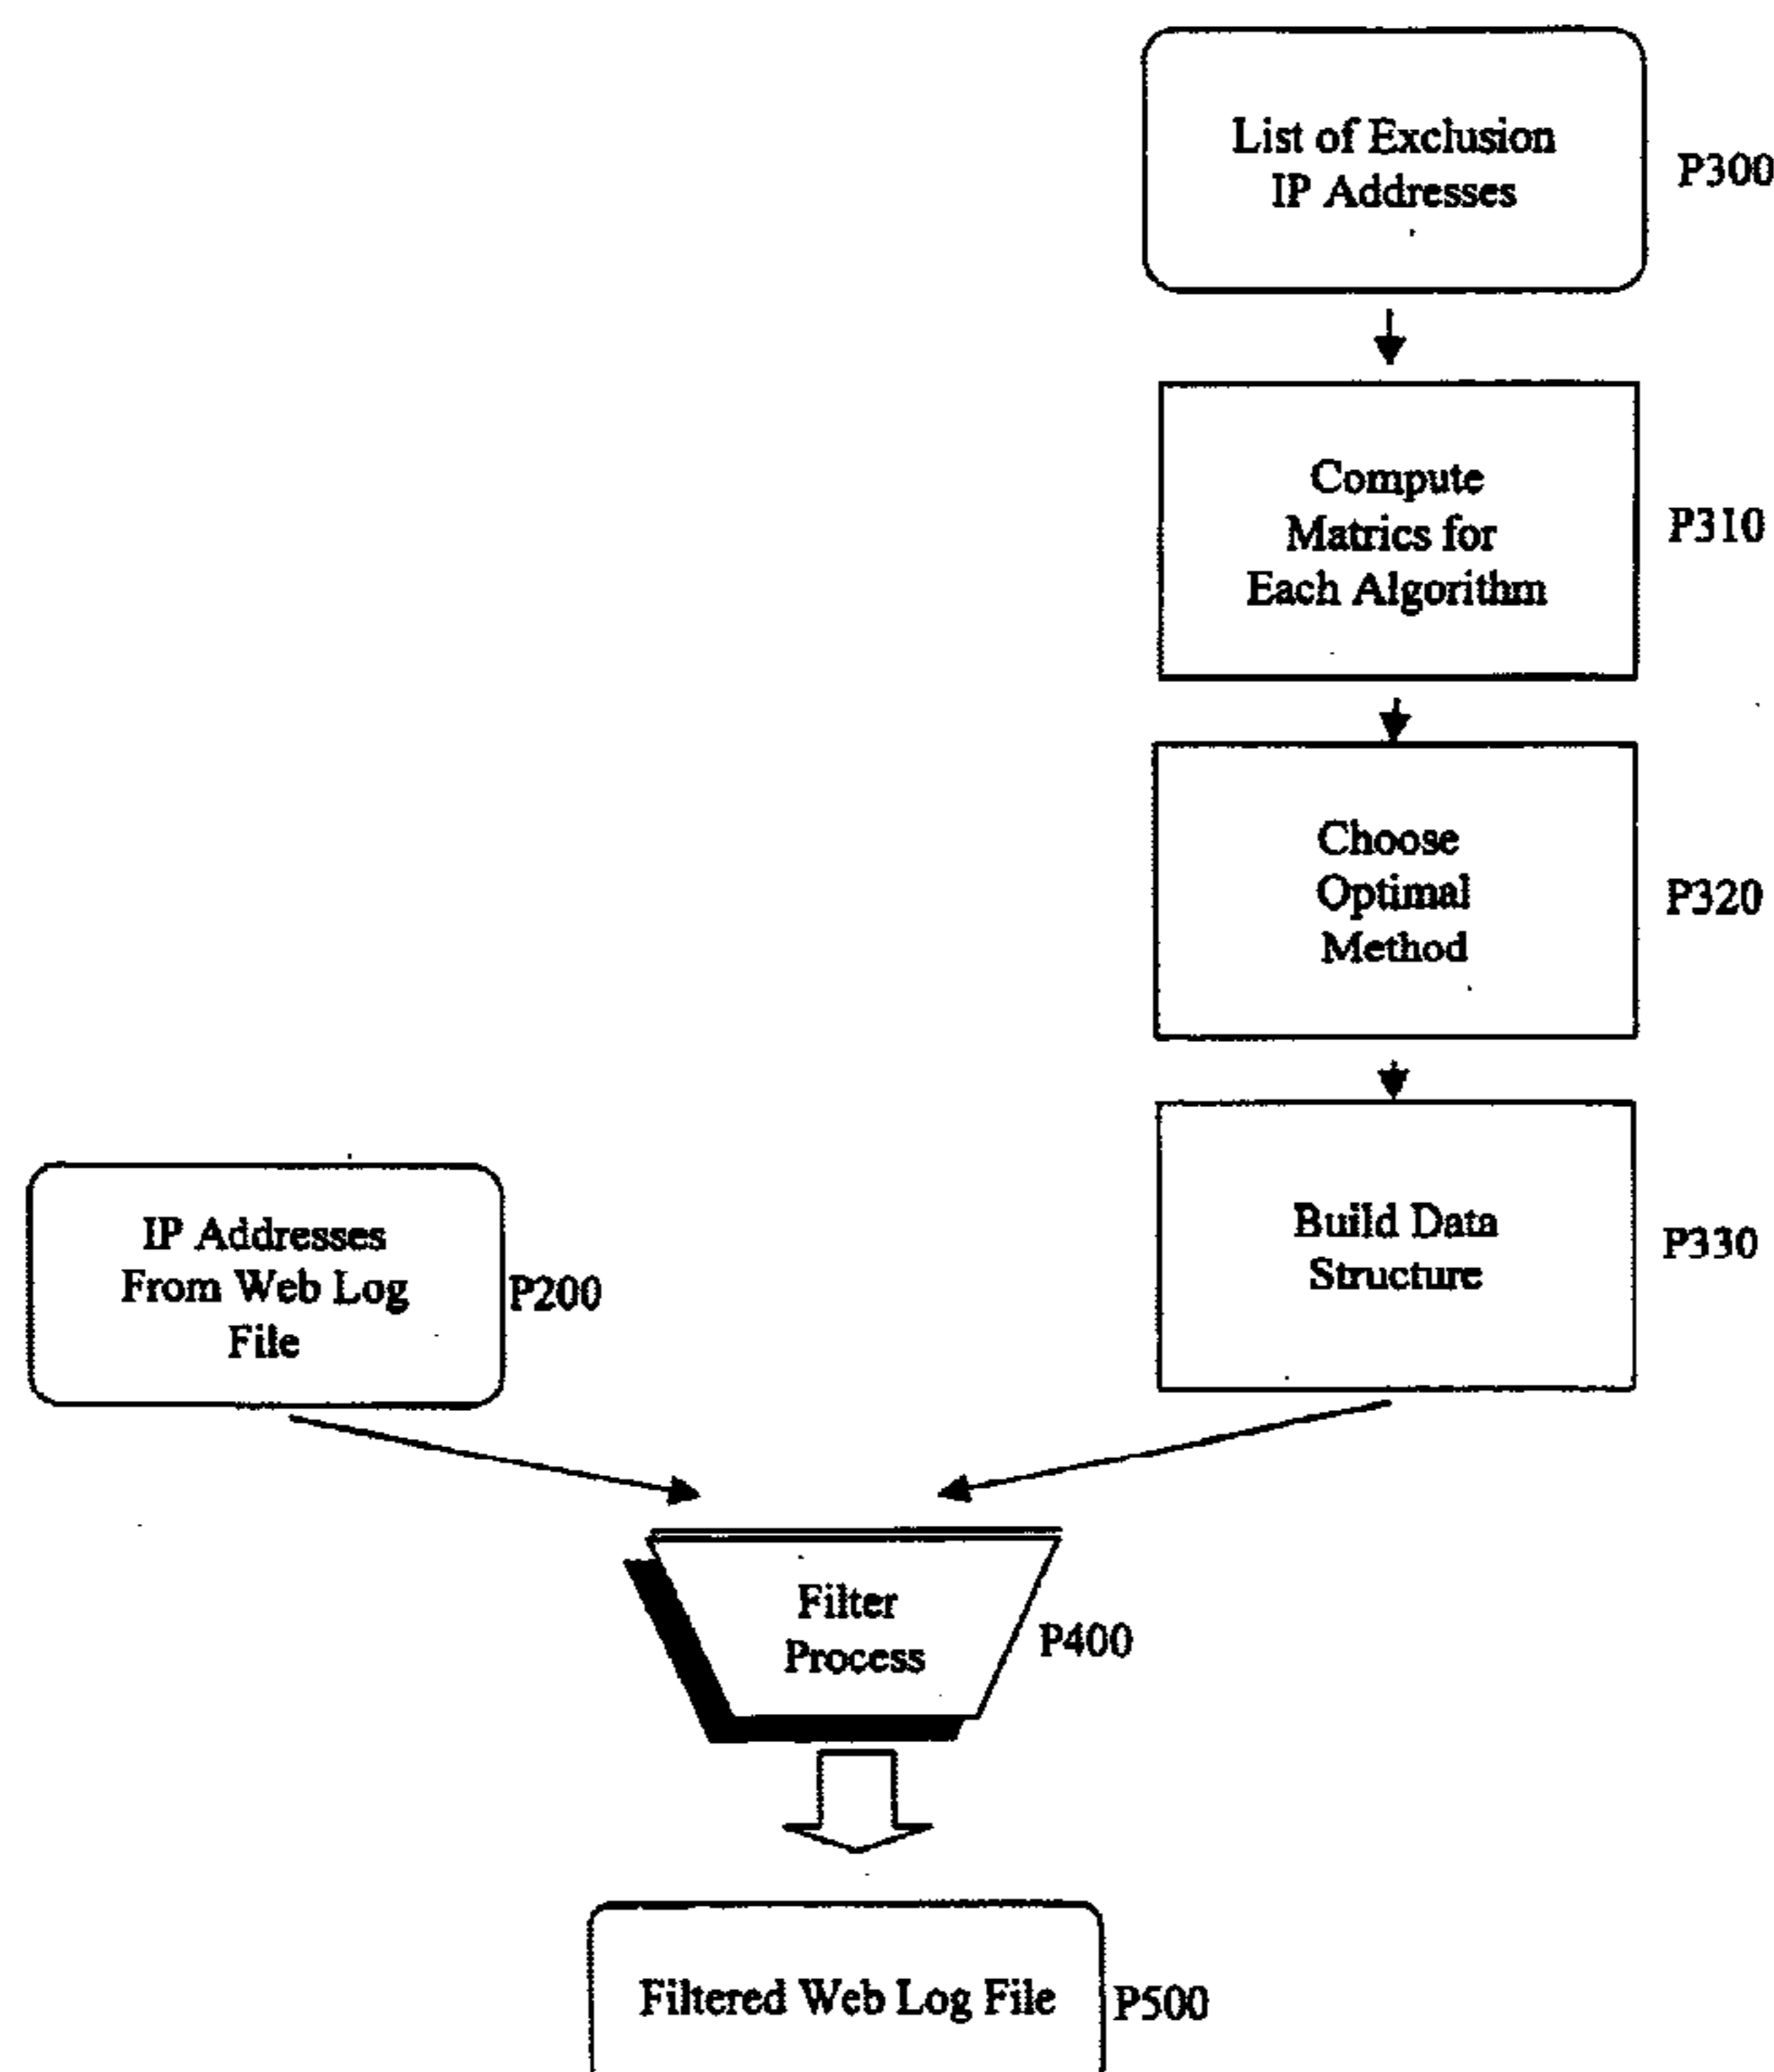 List of Exclusion
IP Addresses
P300
Compute
Matrics for
Each Algorithm
P310
Choose
Optimal
Method
P320
Build Data
Structure
P330
IP Addresses
From Web Log
File
P200
Filter
Process
P400
Filtered Web Log File
P500